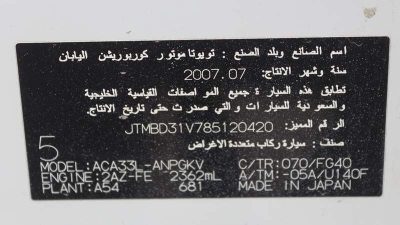 اسم الصانع وبلد الصنع : تويوتا موتور كوربوريشن اليابان
سنة وشهر الانتاج: 2007.07
تطابق هذه السيارة جميع المواصفات القياسية الخليجية
والسعودية للسيارات والتي صدرت حتى تاريخ الانتاج.
الرقم المميز: JTMBD31V785120420
صنف : سيارة ركاب متعددة الاغراض
5
MODEL:ACA33L-ANPGKV C/TR:070/FG40
ENGINE:2AZ-FE 2362mL A/TM:-05A/U140F
PLANT:A54 681 MADE IN JAPAN